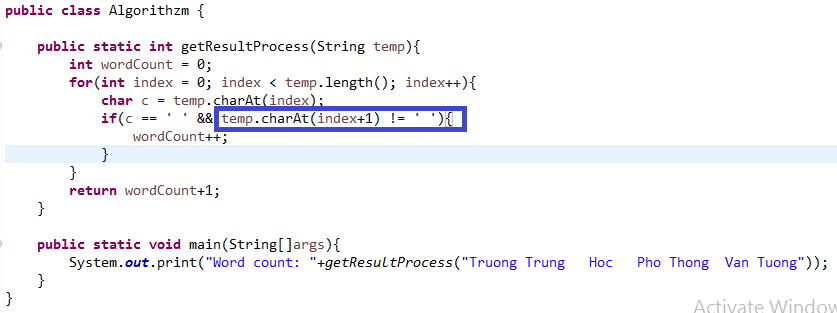 public class Algorithzm {
public static int getResultProcess(String temp){
int wordCount = 0;
for(int index = 0; index < temp.length(); index++){
char c = temp.charAt(index);
if(c == ' ' && temp.charAt(index+1) != ' '){
wordCount++;
}
}
return wordCount+1;
}
public static void main(String[]args){
System.out.print("Word count: "+getResultProcess("Truong Trung   Hoc   Pho Thong  Van Tuong"));
}
}
Activate Window